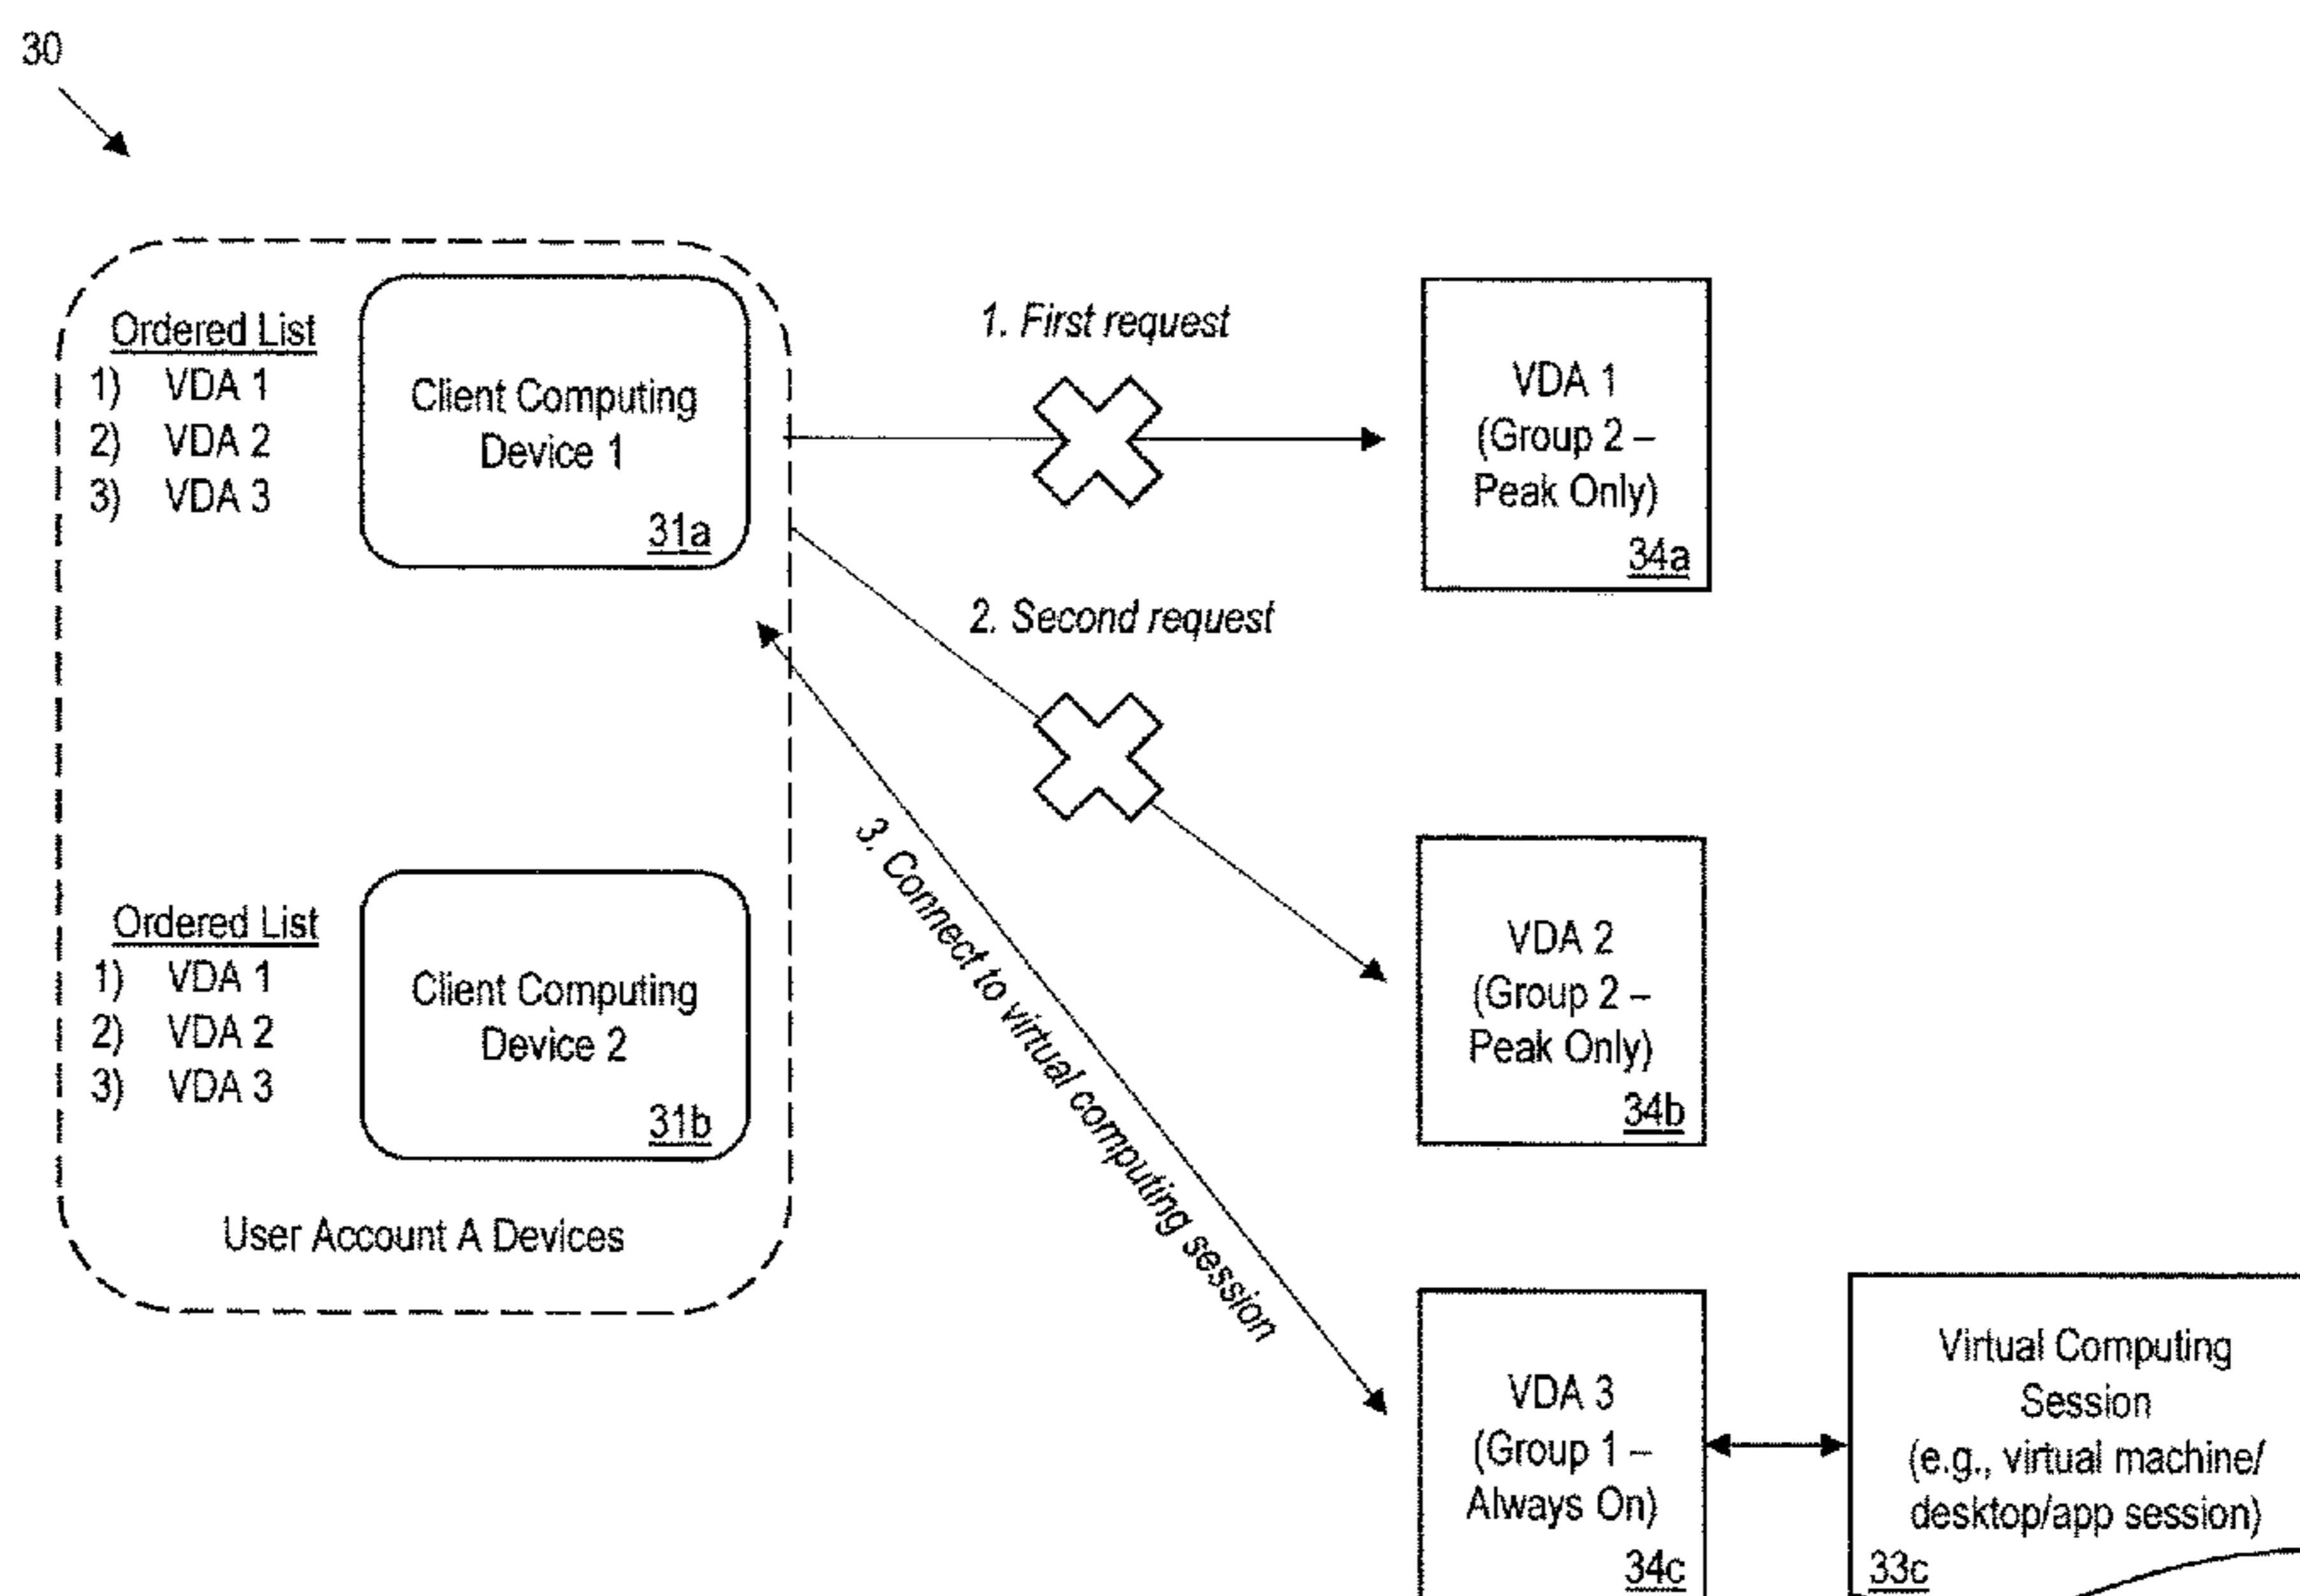 30
Ordered List
1) VDA 1
2) VDA 2
3) VDA 3
Client Computing
Device 1
31a
1. First request
VDA 1
(Group 2 –
Peak Only)
34a
2. Second request
Ordered List
1) VDA 1
2) VDA 2
3) VDA 3
Client Computing
Device 2
31b
User Account A Devices
3. Connect to virtual computing session
VDA 2
(Group 2 –
Peak Only)
34b
VDA 3
(Group 1 –
Always On)
34c
Virtual Computing
Session
(e.g., virtual machine/
desktop/app session)
33c